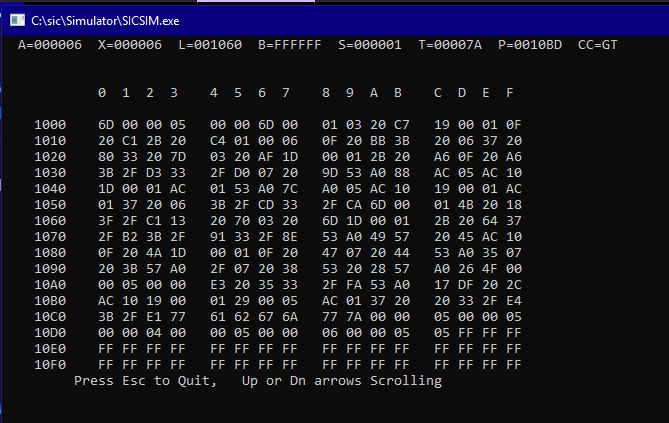 C:\sic\Simulator\SICSIM.exe
A=000006 X=000006 L=001060 B=FFFFFF S=000001 T=00007A P=0010BD CC=GT
0 1 2 3 4 5 6 7 8 9 A B C D E F
1000 6D 00 00 05 00 00 6D 00 01 03 20 C7 19 00 01 0F
1010 20 C1 2B 20 C4 01 00 06 0F 20 BB 3B 20 06 37 20
1020 80 33 20 7D 03 20 AF 1D 00 01 2B 20 A6 0F 20 A6
1030 3B 2F D3 33 2F D0 07 20 9D 53 A0 88 AC 05 AC 10
1040 1D 00 01 AC 01 53 A0 7C A0 05 AC 10 19 00 01 AC
1050 01 37 20 06 3B 2F CD 33 2F CA 6D 00 01 4B 20 18
1060 3F 2F C1 13 20 70 03 20 6D 1D 00 01 2B 20 64 37
1070 2F B2 3B 2F 91 33 2F 8E 53 A0 49 57 20 45 AC 10
1080 0F 20 4A 1D 00 01 0F 20 47 07 20 44 53 A0 35 07
1090 20 3B 57 A0 2F 07 20 38 53 20 28 57 A0 26 4F 00
10A0 00 05 00 00 E3 20 35 33 2F FA 53 A0 17 DF 20 2C
10B0 AC 10 19 00 01 29 00 05 AC 01 37 20 20 33 2F E4
10C0 3B 2F E1 77 61 62 67 6A 77 7A 00 00 05 00 00 05
10D0 00 00 04 00 00 05 00 00 06 00 00 05 05 FF FF FF
10E0 FF FF FF FF FF FF FF FF FF FF FF FF FF FF FF FF
10F0 FF FF FF FF FF FF FF FF FF FF FF FF FF FF FF FF
Press Esc to Quit, Up or Dn arrows Scrolling